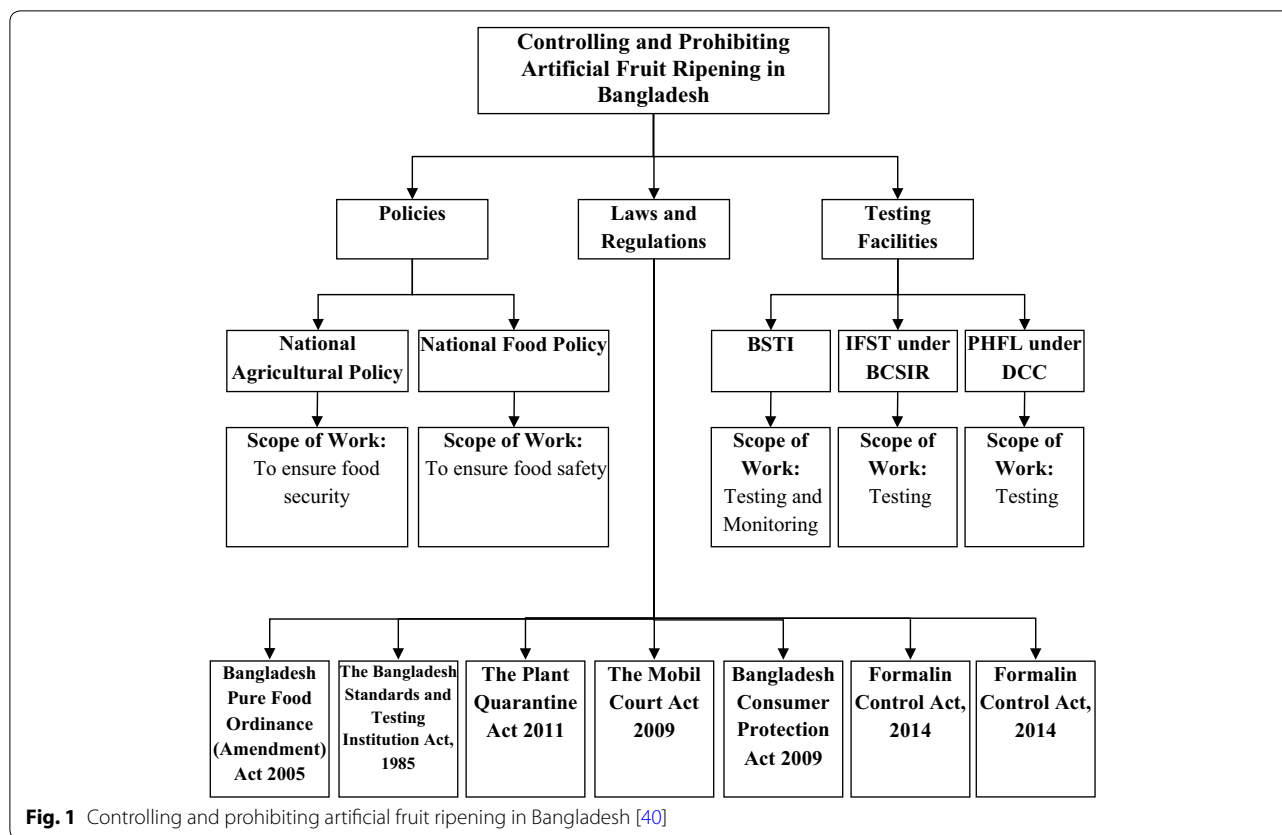 Controlling and Prohibiting
Artificial Fruit Ripening in
Bangladesh
Policies
Laws and
Regulations
Testing
Facilities
National
Agricultural Policy
National Food Policy
BSTI
IFST under
BCSIR
PHFL under
DCC
Scope of Work:
To ensure food
security
Scope of Work:
To ensure food safety
Scope of
Work:
Testing and
Monitoring
Scope of
Work:
Testing
Scope of
Work:
Testing
Bangladesh
Pure Food
Ordinance
(Amendment)
Act 2005
The Bangladesh
Standards and
Testing
Institution Act,
1985
The Plant
Quarantine
Act 2011
The Mobil
Court Act
2009
Bangladesh
Consumer
Protection
Act 2009
Formalin
Control Act,
2014
Formalin
Control Act,
2014
Fig. 1 Controlling and prohibiting artificial fruit ripening in Bangladesh [40]